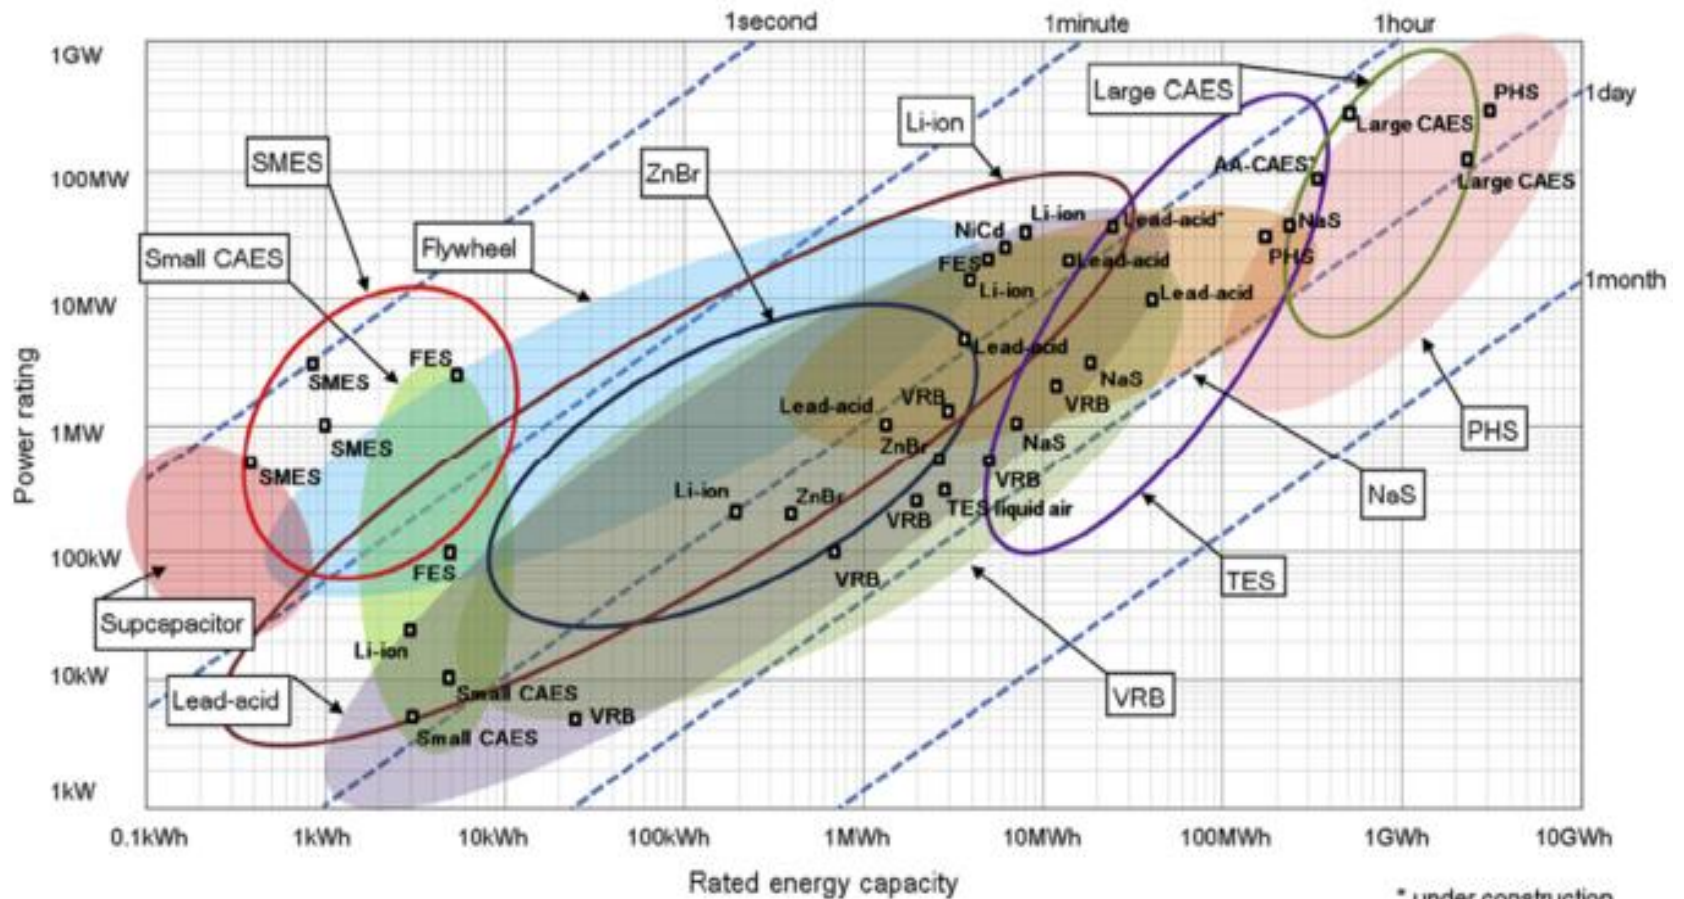 1second 1minute 1hour
1GW
Large CAES
PHS
1day
Li-ion
Large CAES
SMES
ZnBr
AA-CAES*
100MW
Large CAES
Small CAES
Flywheel
NiCd
Li-ion
Lead-acid*
NaS
FES
Lead-acid
PHS
1month
10MW
Li-ion
Lead-acid
FES
Lead-acid
SMES
NaS
Power rating
Lead-acid
VRB
VRB
1MW
PHS
SMES
ZnBr
NaS
SMES
VRB
NaS
Li-ion
ZnBr
TES liquid air
VRB
100kW
FES
VRB
TES
Supcapacitor
Li-ion
10kW
Small CAES
Lead-acid
VRB
VRB
Small CAES
1kW
0.1kWh 1kWh 10kWh 100kWh 1MWh 10MWh 100MWh 1GWh 10GWh
Rated energy capacity
* under construction